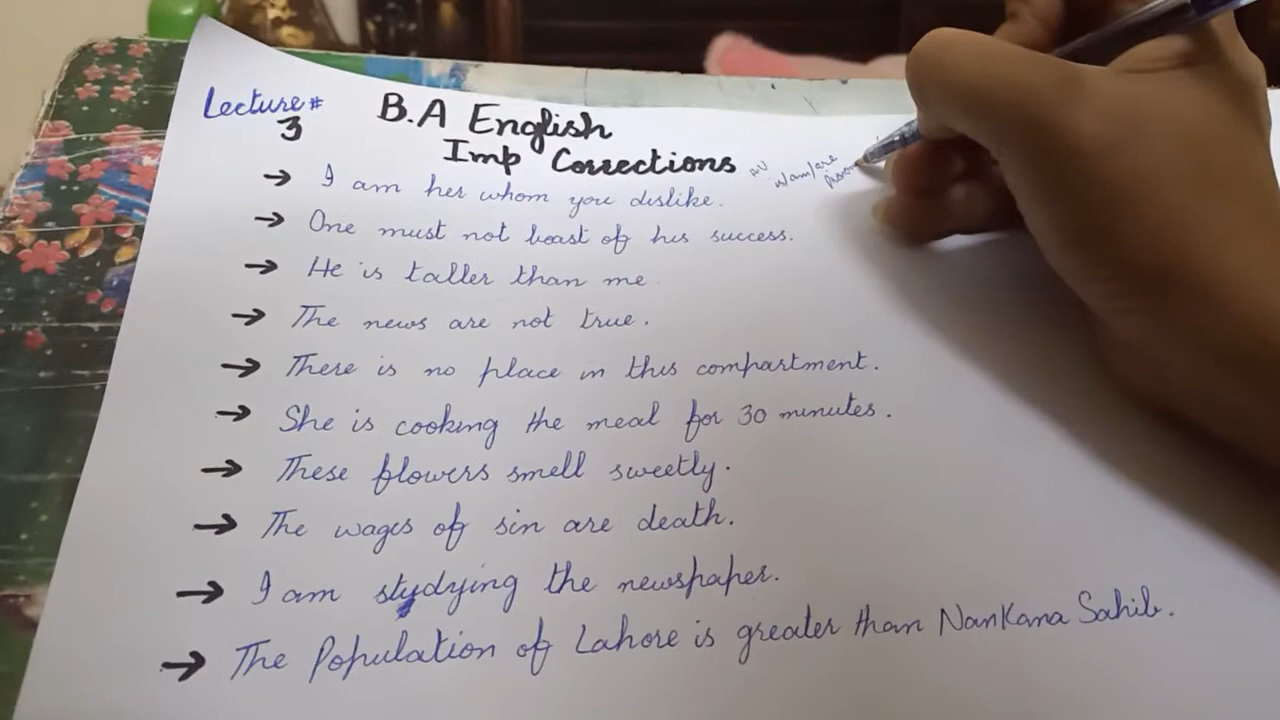 Lecture #
3
B.A English
Imp Corrections
is/am/are
→ I am her whom you dislike.
→ One must not boast of his success.
→ He is taller than me.
→ The news are not true.
→ There is no place in this compartment.
→ She is cooking the meal for 30 minutes.
→ These flowers smell sweetly.
→ The wages of sin are death.
→ I am studying the newspaper.
→ The Population of Lahore is greater than Nankana Sahib.